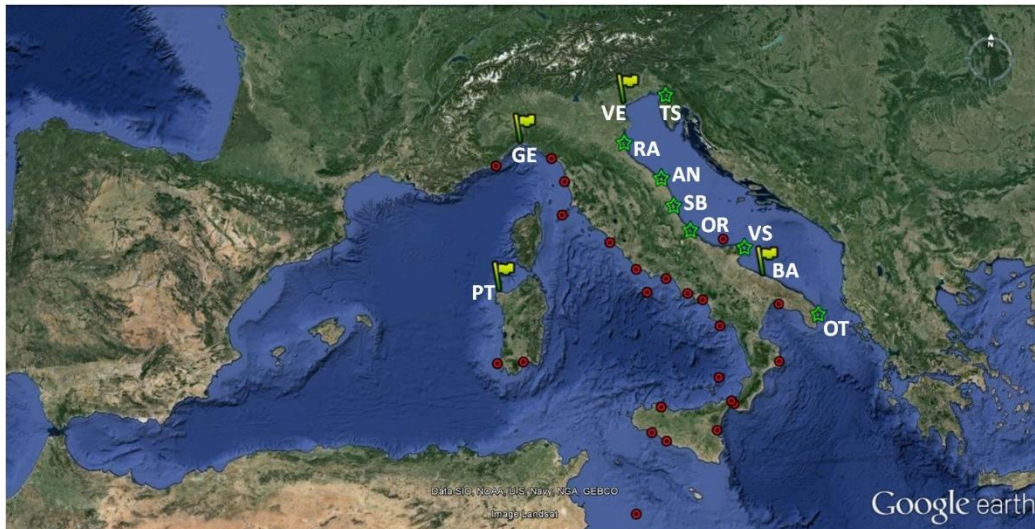 N
VE
TS
GE
RA
AN
SB
OR
VS
BA
PT
OT
Data SIO, NOAA, U.S. Navy, NGA, GEBCO
Image Landsat
Google earth